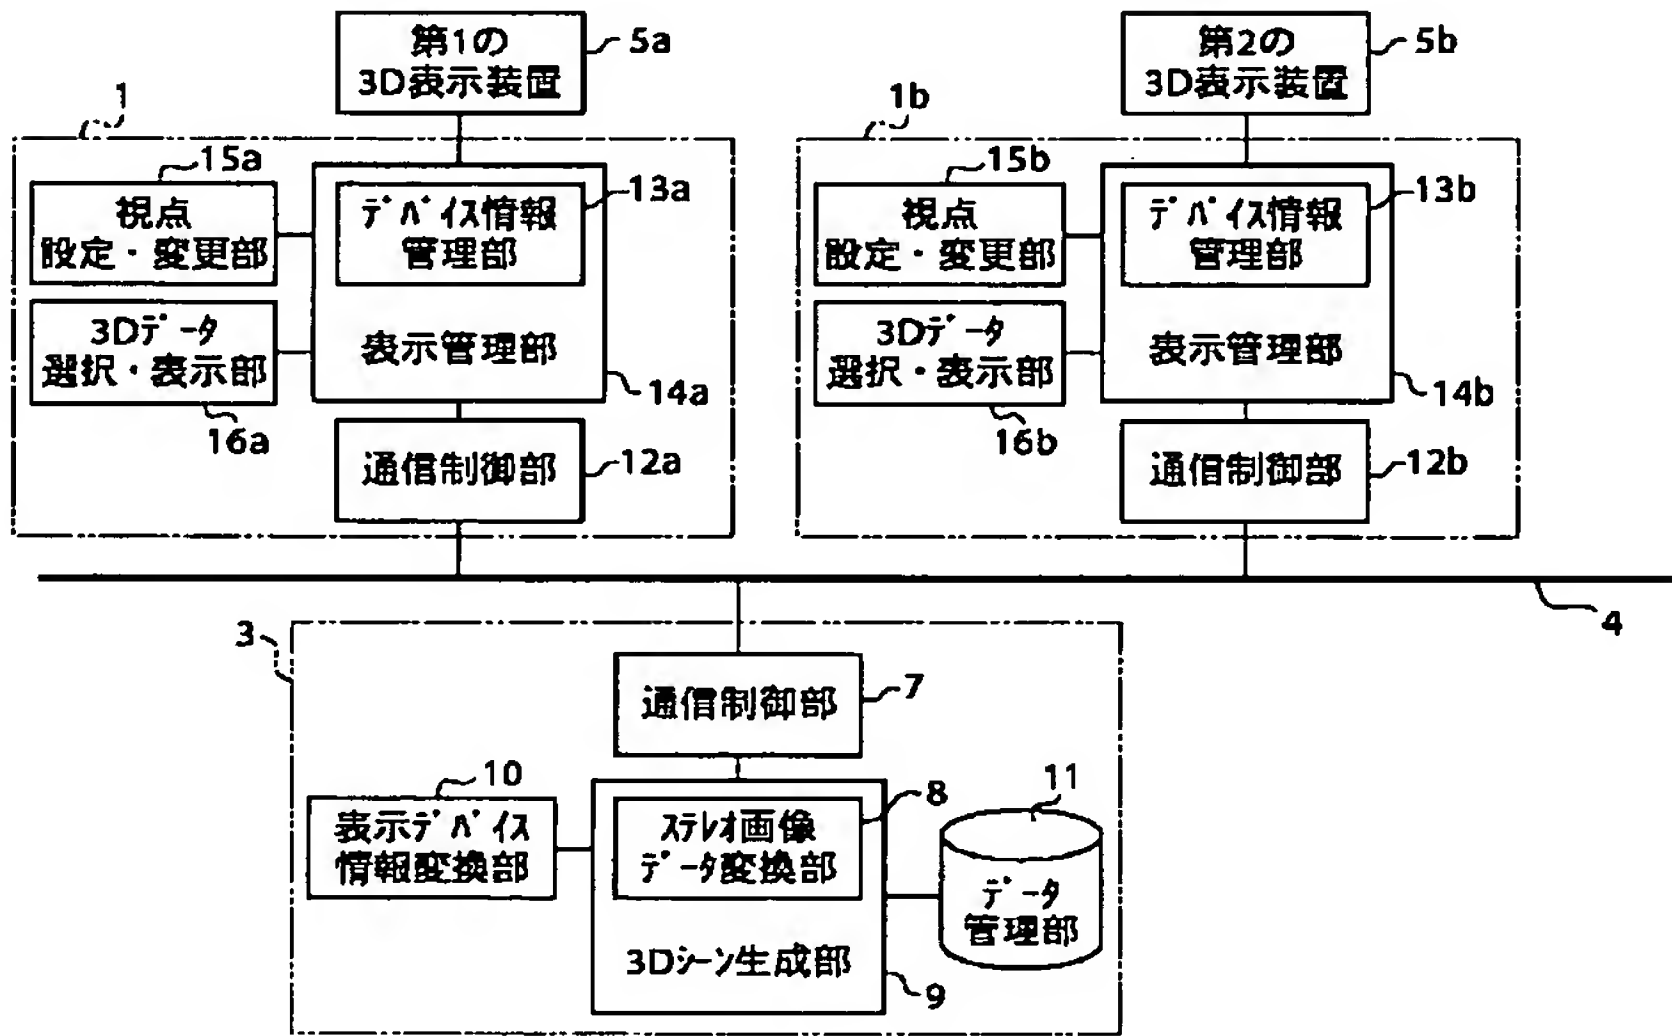 第1の
3D表示装置
5a
第2の
3D表示装置
5b
1
15a
視点
設定・変更部
デバイス情報
管理部
13a
3Dデータ
選択・表示部
16a
表示管理部
14a
通信制御部
12a
1b
15b
視点
設定・変更部
デバイス情報
管理部
13b
3Dデータ
選択・表示部
16b
表示管理部
14b
通信制御部
12b
4
3
通信制御部
7
10
表示デバイス
情報変換部
ステレオ画像
データ変換部
8
3Dシーン生成部
9
11
データ
管理部